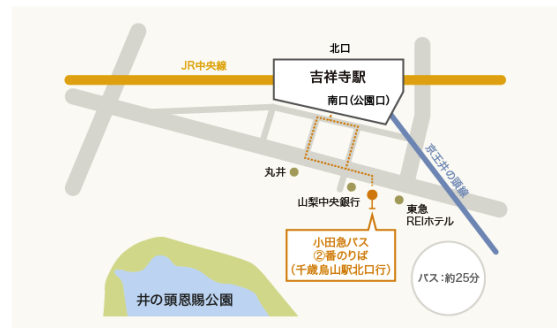 北口
JR中央線
吉祥寺駅
南口(公園口)
京王井の頭線
丸井
山梨中央銀行
東急
REIホテル
小田急バス
②番のりば
(千歳烏山駅北口行)
バス:約25分
井の頭恩賜公園